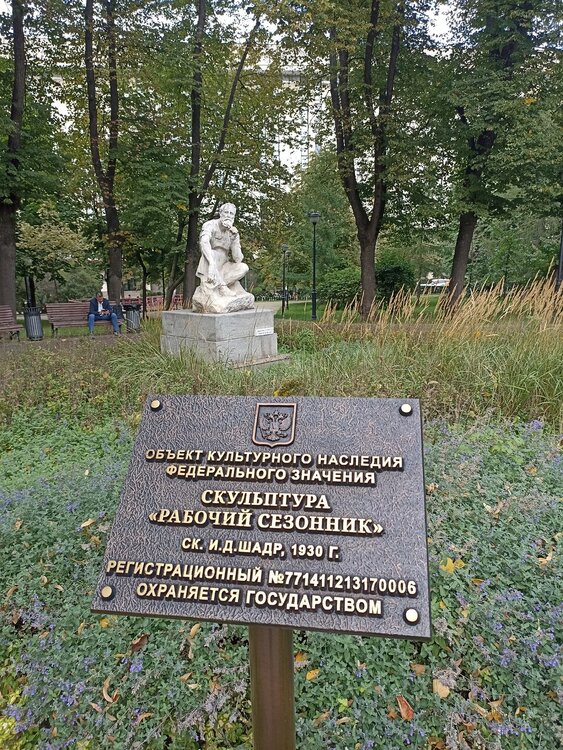 ОБЪЕКТ КУЛЬТУРНОГО НАСЛЕДИЯ
ФЕДЕРАЛЬНОГО ЗНАЧЕНИЯ
СКУЛЬПТУРА
«РАБОЧИЙ СЕЗОННИК»
СК. И.Д.ШАДР, 1930 Г.
РЕГИСТРАЦИОННЫЙ №771411213170006
ОХРАНЯЕТСЯ ГОСУДАРСТВОМ